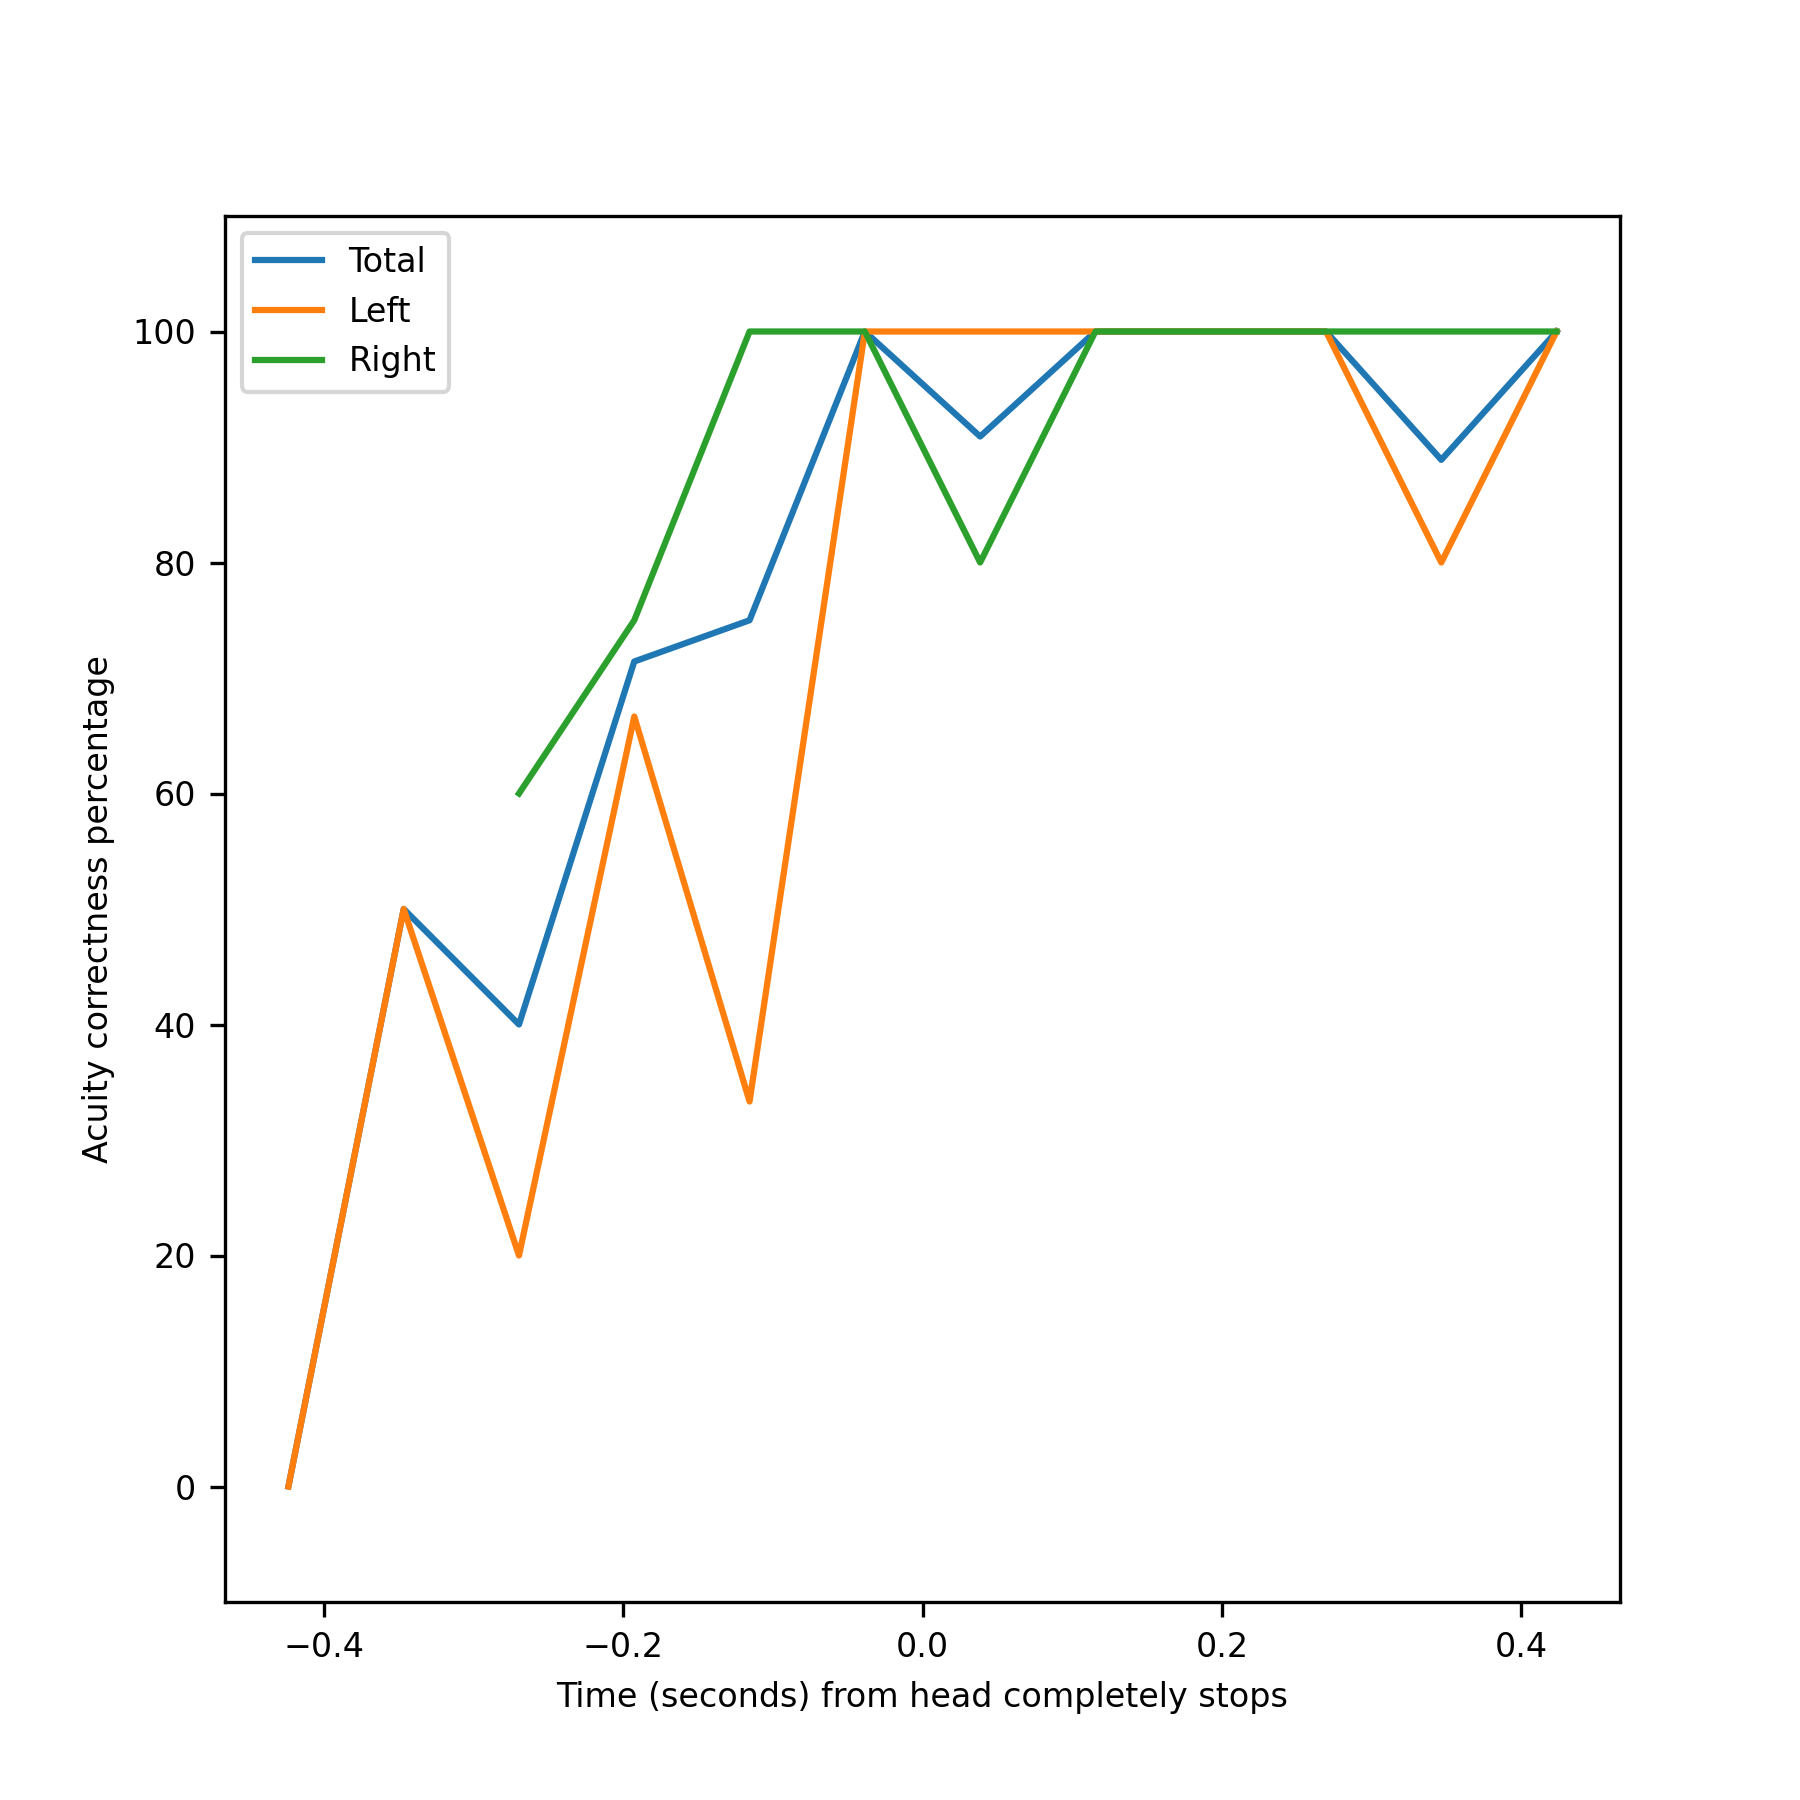 Total
Left
Right
100
80
60
40
20
0
Acuity correctness percentage
−0.4 −0.2 0.0 0.2 0.4
Time (seconds) from head completely stops